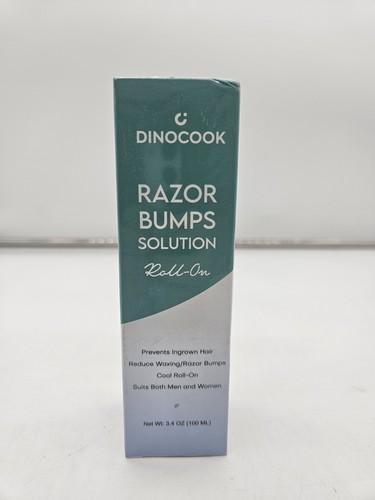 DINOCOOK
RAZOR
BUMPS
SOLUTION
Roll-On
Prevents Ingrown Hair
Reduce Waxing/Razor Bumps
Cool Roll-On
Suits Both Men and Women
Net Wt: 3.4 OZ (100 ML)